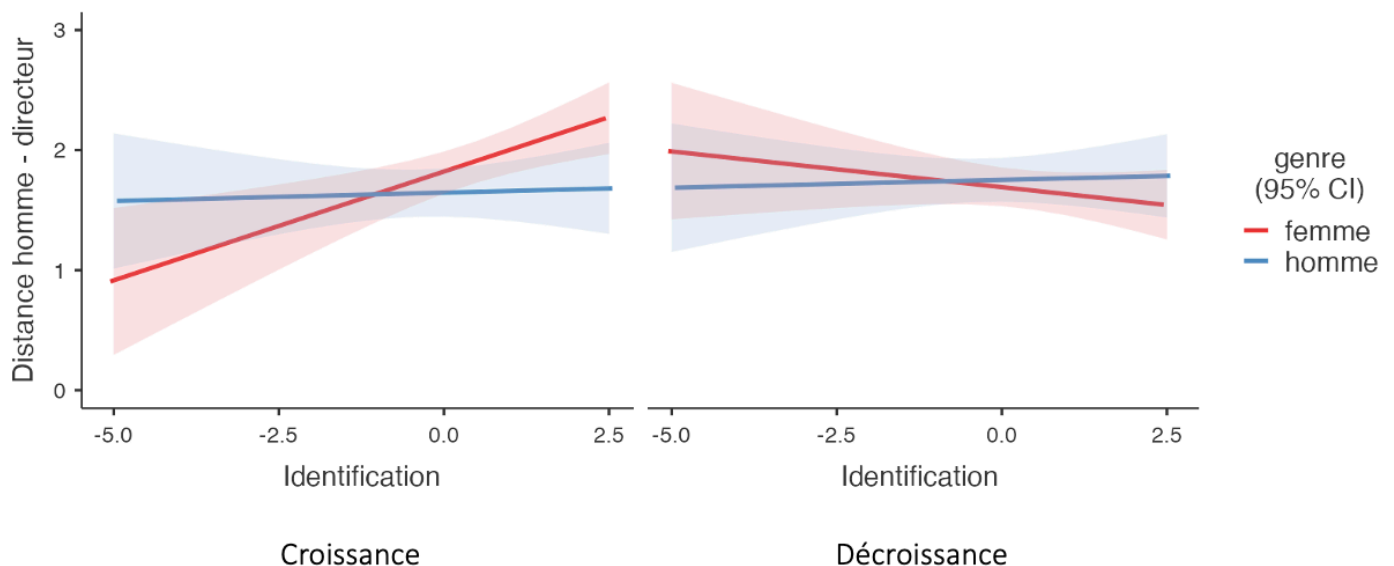 Distance homme - directeur
3
2
1
0
-5.0 -2.5 0.0 2.5
Identification
Croissance
-5.0 -2.5 0.0 2.5
Identification
Décroissance
genre
(95% CI)
femme
homme